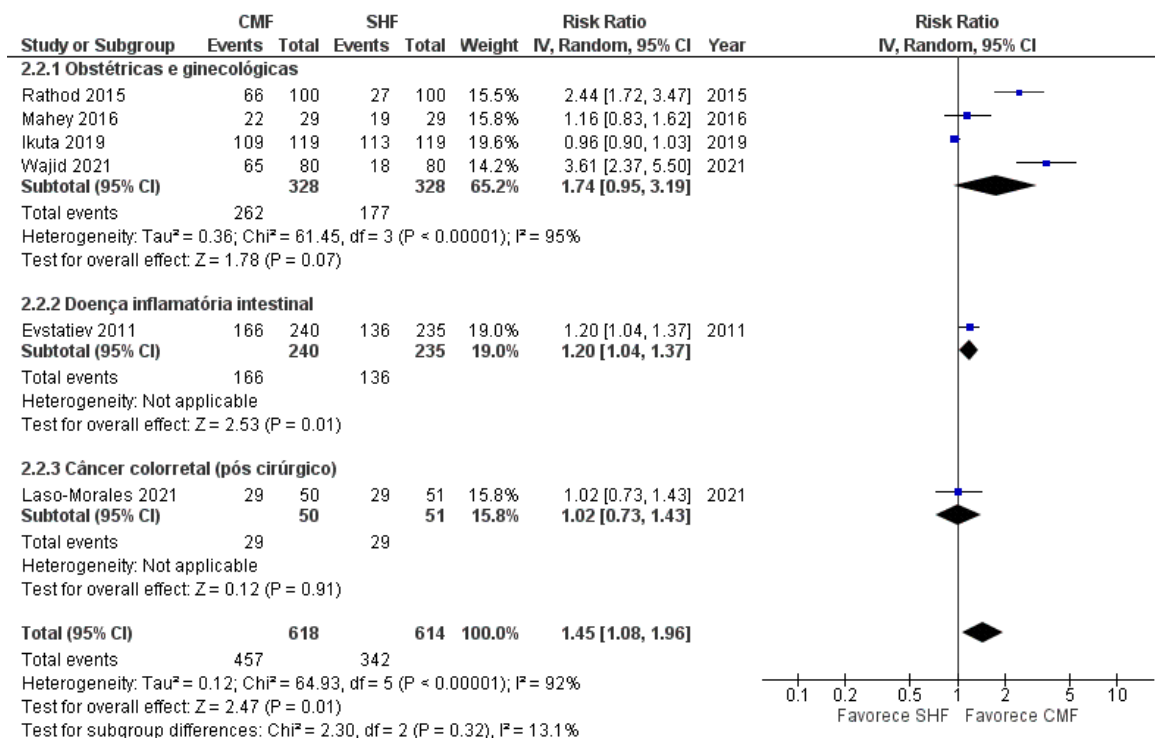 CMF SHF Risk Ratio Risk Ratio
Study or Subgroup Events Total Events Total Weight IV, Random, 95% CI Year IV, Random, 95% CI
2.2.1 Obstétricas e ginecológicas
Rathod 2015 66 100 27 100 15.5% 2.44 [1.72, 3.47] 2015
Mahey 2016 22 29 19 29 15.8% 1.16 [0.83, 1.62] 2016
Ikuta 2019 109 119 113 119 19.6% 0.96 [0.90, 1.03] 2019
Wajid 2021 65 80 18 80 14.2% 3.61 [2.37, 5.50] 2021
Subtotal (95% CI) 328 328 65.2% 1.74 [0.95, 3.19]
Total events 262 177
Heterogeneity: Tau² = 0.36; Chi² = 61.45, df = 3 (P < 0.00001); I² = 95%
Test for overall effect: Z = 1.78 (P = 0.07)
2.2.2 Doença inflamatória intestinal
Evstatiev 2011 166 240 136 235 19.0% 1.20 [1.04, 1.37] 2011
Subtotal (95% CI) 240 235 19.0% 1.20 [1.04, 1.37]
Total events 166 136
Heterogeneity: Not applicable
Test for overall effect: Z = 2.53 (P = 0.01)
2.2.3 Câncer colorretal (pós cirúrgico)
Laso-Morales 2021 29 50 29 51 15.8% 1.02 [0.73, 1.43] 2021
Subtotal (95% CI) 50 51 15.8% 1.02 [0.73, 1.43]
Total events 29 29
Heterogeneity: Not applicable
Test for overall effect: Z = 0.12 (P = 0.91)
Total (95% CI) 618 614 100.0% 1.45 [1.08, 1.96]
Total events 457 342
Heterogeneity: Tau² = 0.12; Chi² = 64.93, df = 5 (P < 0.00001); I² = 92%
Test for overall effect: Z = 2.47 (P = 0.01)
Test for subgroup differences: Chi² = 2.30, df = 2 (P = 0.32), I² = 13.1%
0.1 0.2 0.5 1 2 5 10
Favorece SHF Favorece CMF